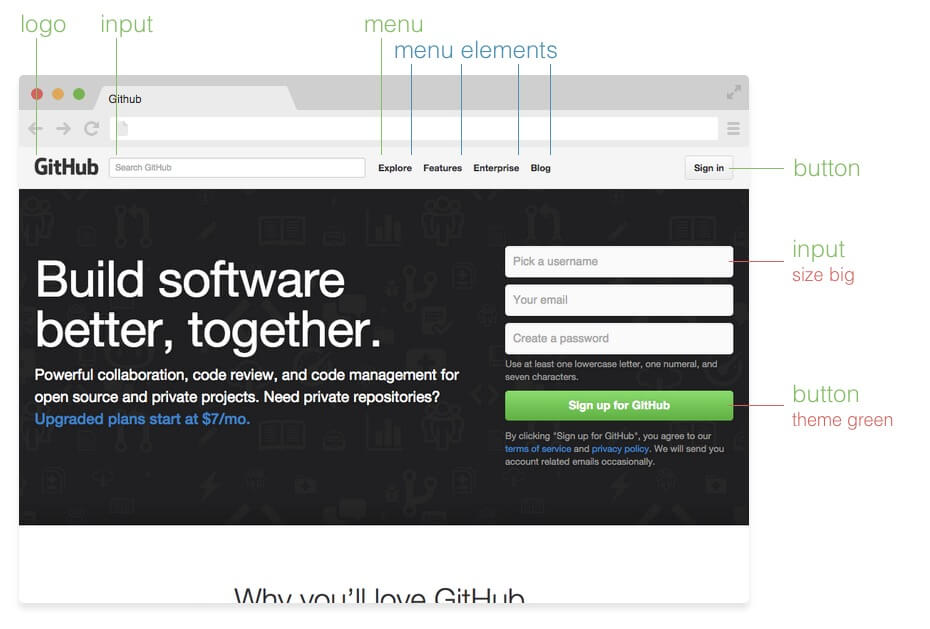 logo
input
menu
menu elements
Github
GitHub
Search GitHub
Explore
Features
Enterprise
Blog
Sign in
button
Build software
better, together.
Powerful collaboration, code review, and code management for
open source and private projects. Need private repositories?
Upgraded plans start at $7/mo.
Pick a username
input
size big
Your email
Create a password
Use at least one lowercase letter, one numeral, and
seven characters.
Sign up for GitHub
button
theme green
By clicking "Sign up for GitHub", you agree to our
terms of service and privacy policy. We will send you
account related emails occasionally.
Why you'll love GitHub